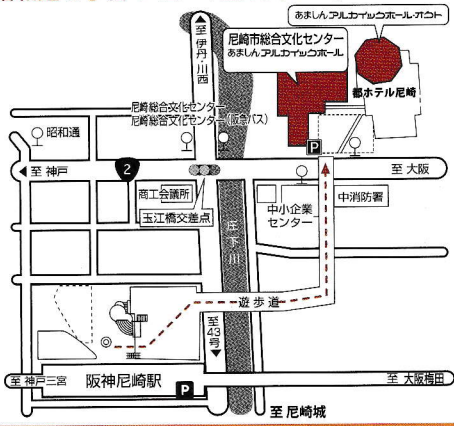 あましんアルカイックホール・オクト
尼崎市総合文化センター
あましんアルカイックホール
都ホテル尼崎
至 伊丹・川西
尼崎総合文化センター
尼崎総合文化センター(阪急バス)
昭和通
P
至 神戸
2
至 大阪
商工会議所
玉江橋交差点
中小企業
センター
中消防署
庄下川
遊歩道
至43号
至 神戸三宮
阪神尼崎駅
P
至 大阪梅田
至 尼崎城